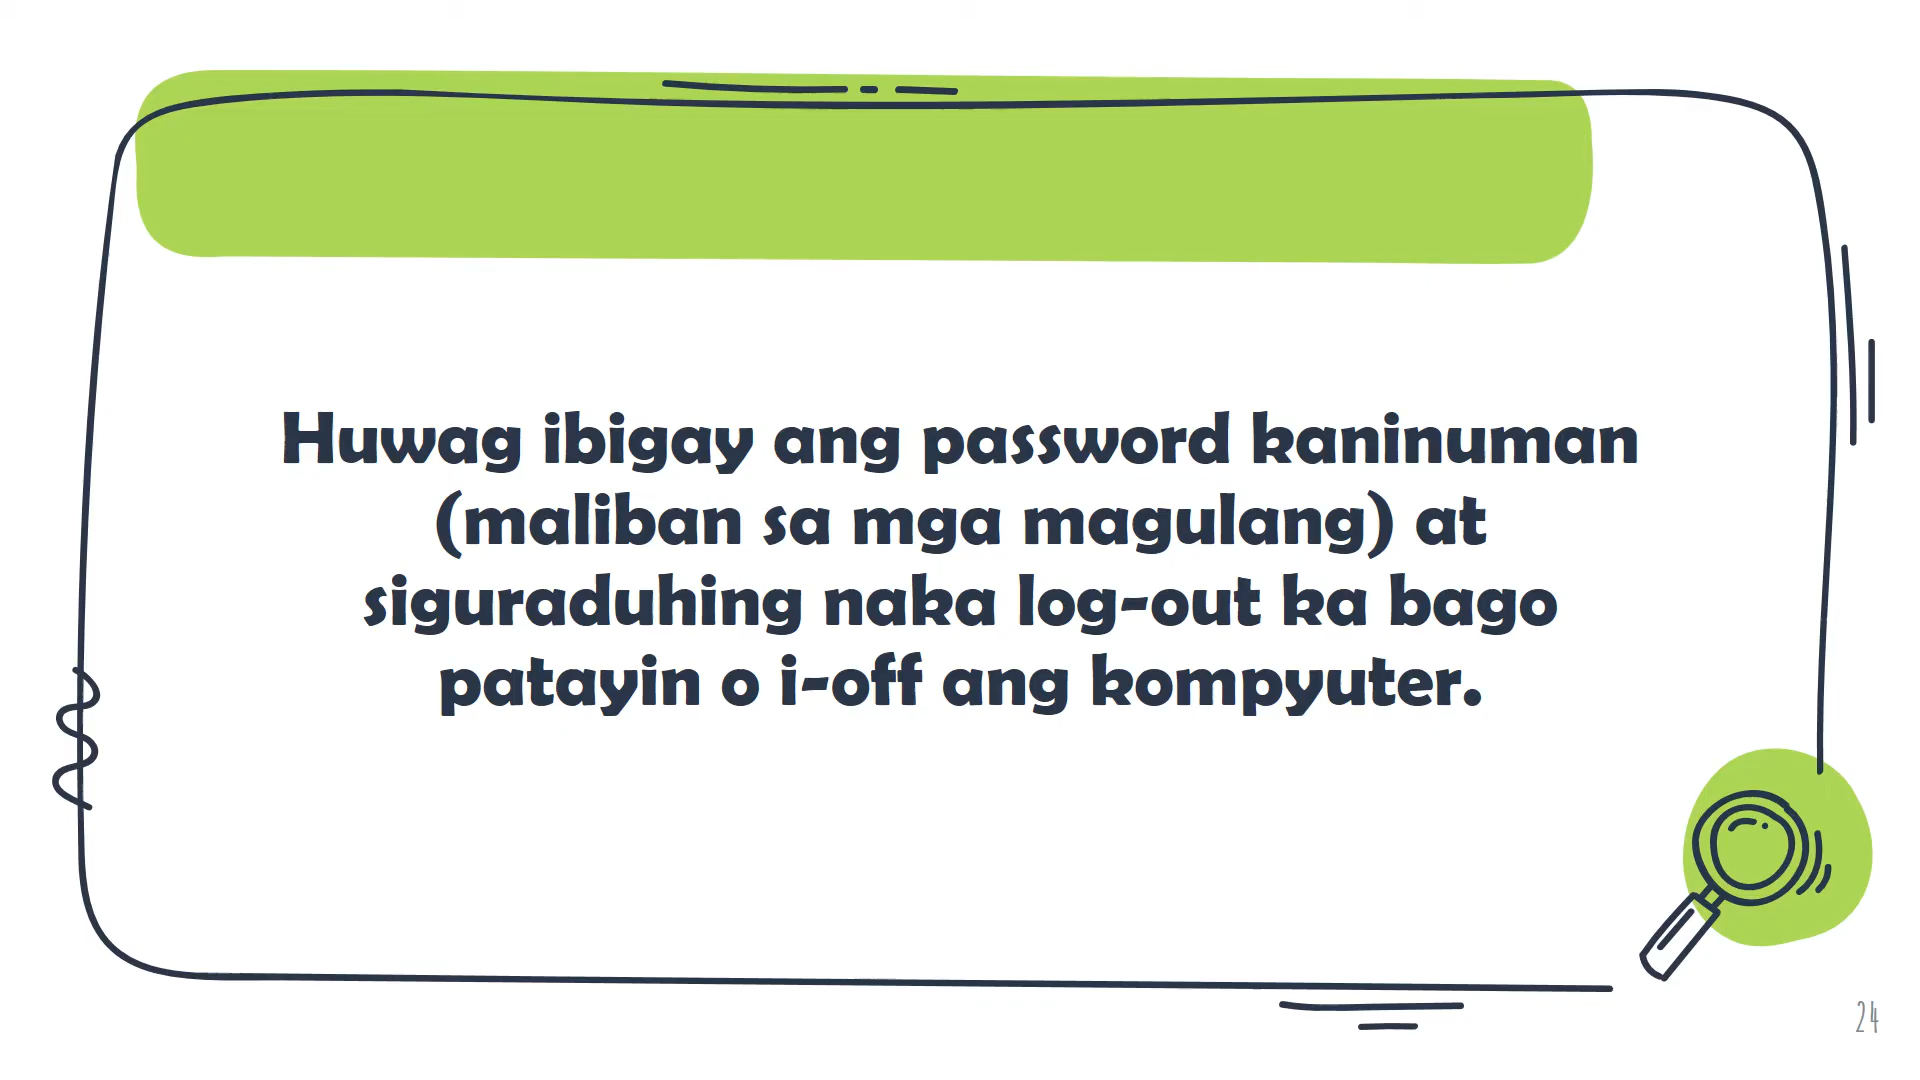 Huwag ibigay ang password kaninuman
(maliban sa mga magulang) at
siguraduhing naka log-out ka bago
patayin o i-off ang kompyuter.
24